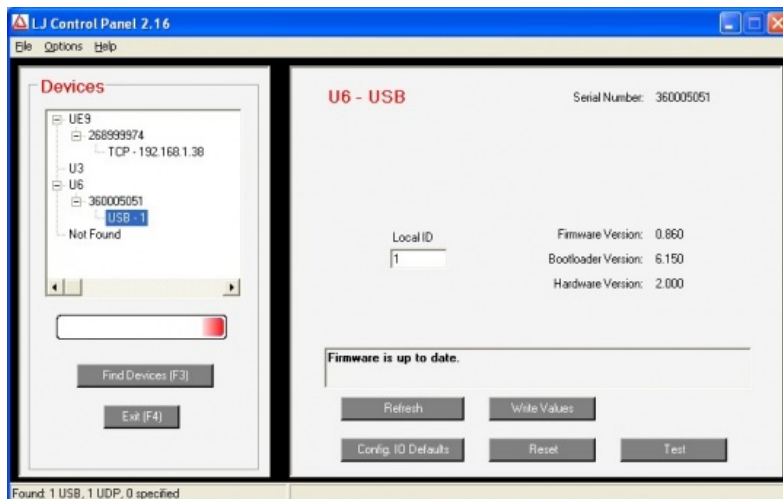 LJ Control Panel 2.16
File Options Help
Devices
UE9
268999974
TCP - 192.168.1.38
U3
U6
360005051
USB - 1
Not Found
Find Devices (F3)
Exit (F4)
U6 - USB
Serial Number: 360005051
Local ID
1
Firmware Version: 0.860
Bootloader Version: 6.150
Hardware Version: 2.000
Firmware is up to date.
Refresh
Write Values
Config. IO Defaults
Reset
Test
Found: 1 USB, 1 UDP, 0 specified